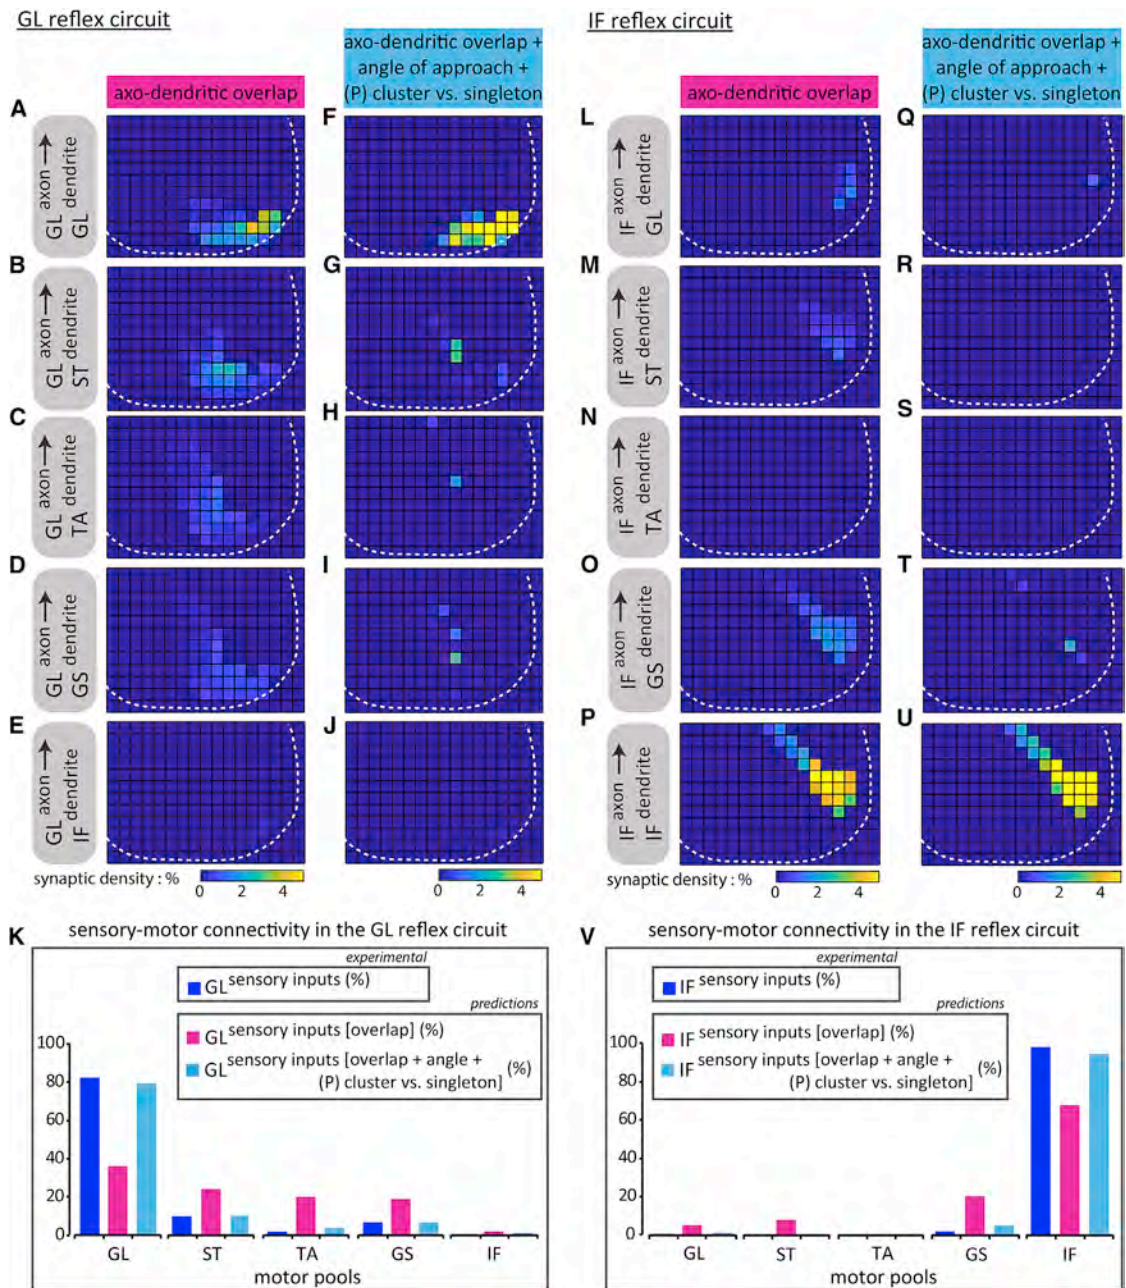 GL reflex circuit
IF reflex circuit
axo-dendritic overlap
axo-dendritic overlap +
angle of approach +
(P) cluster vs. singleton
axo-dendritic overlap
axo-dendritic overlap +
angle of approach +
(P) cluster vs. singleton
A
GL axon →
GL dendrite
F
L
IF axon →
GL dendrite
Q
B
GL axon →
ST dendrite
G
M
IF axon →
ST dendrite
R
C
GL axon →
TA dendrite
H
N
IF axon →
TA dendrite
S
D
GL axon →
GS dendrite
I
O
IF axon →
GS dendrite
T
E
GL axon →
IF dendrite
J
P
IF axon →
IF dendrite
U
synaptic density : %
0 2 4
0 2 4
synaptic density : %
0 2 4
0 2 4
K
sensory-motor connectivity in the GL reflex circuit
experimental
GL sensory inputs (%)
predictions
GL sensory inputs [overlap] (%)
GL sensory inputs [overlap + angle + (%)
(P) cluster vs. singleton]
100
80
60
40
20
0
GL ST TA GS IF
motor pools
V
sensory-motor connectivity in the IF reflex circuit
experimental
IF sensory inputs (%)
predictions
IF sensory inputs [overlap] (%)
IF sensory inputs [overlap + angle + (%)
(P) cluster vs. singleton]
100
80
60
40
20
0
GL ST TA GS IF
motor pools